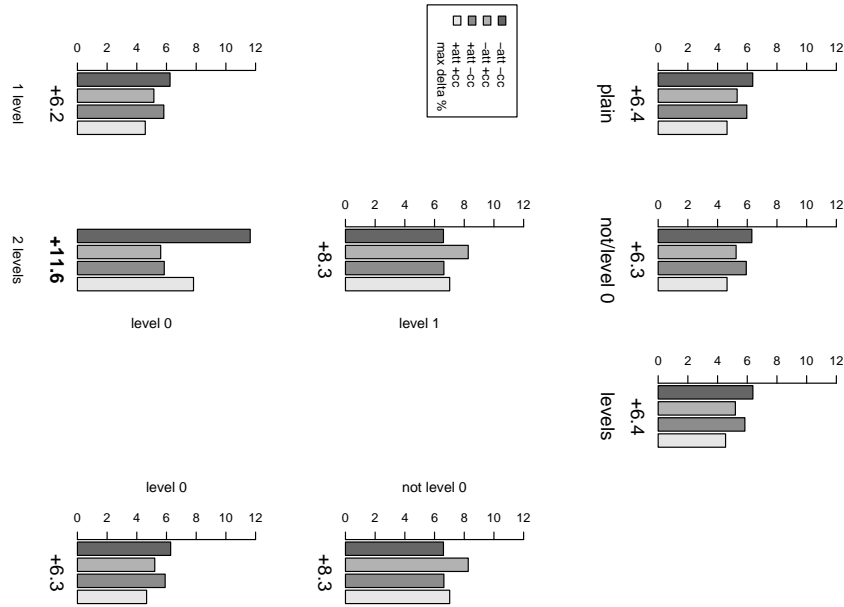 0 2 4 6 8 10 12
+6.2
1 level
−att −cc
−att +cc
+att −cc
+att +cc
max delta %
0 2 4 6 8 10 12
+6.4
plain
0 2 4 6 8 10 12
+11.6
2 levels
level 0
0 2 4 6 8 10 12
+8.3
level 1
0 2 4 6 8 10 12
+6.3
not/level 0
0 2 4 6 8 10 12
+6.4
levels
level 0
0 2 4 6 8 10 12
+6.3
not level 0
0 2 4 6 8 10 12
+8.3